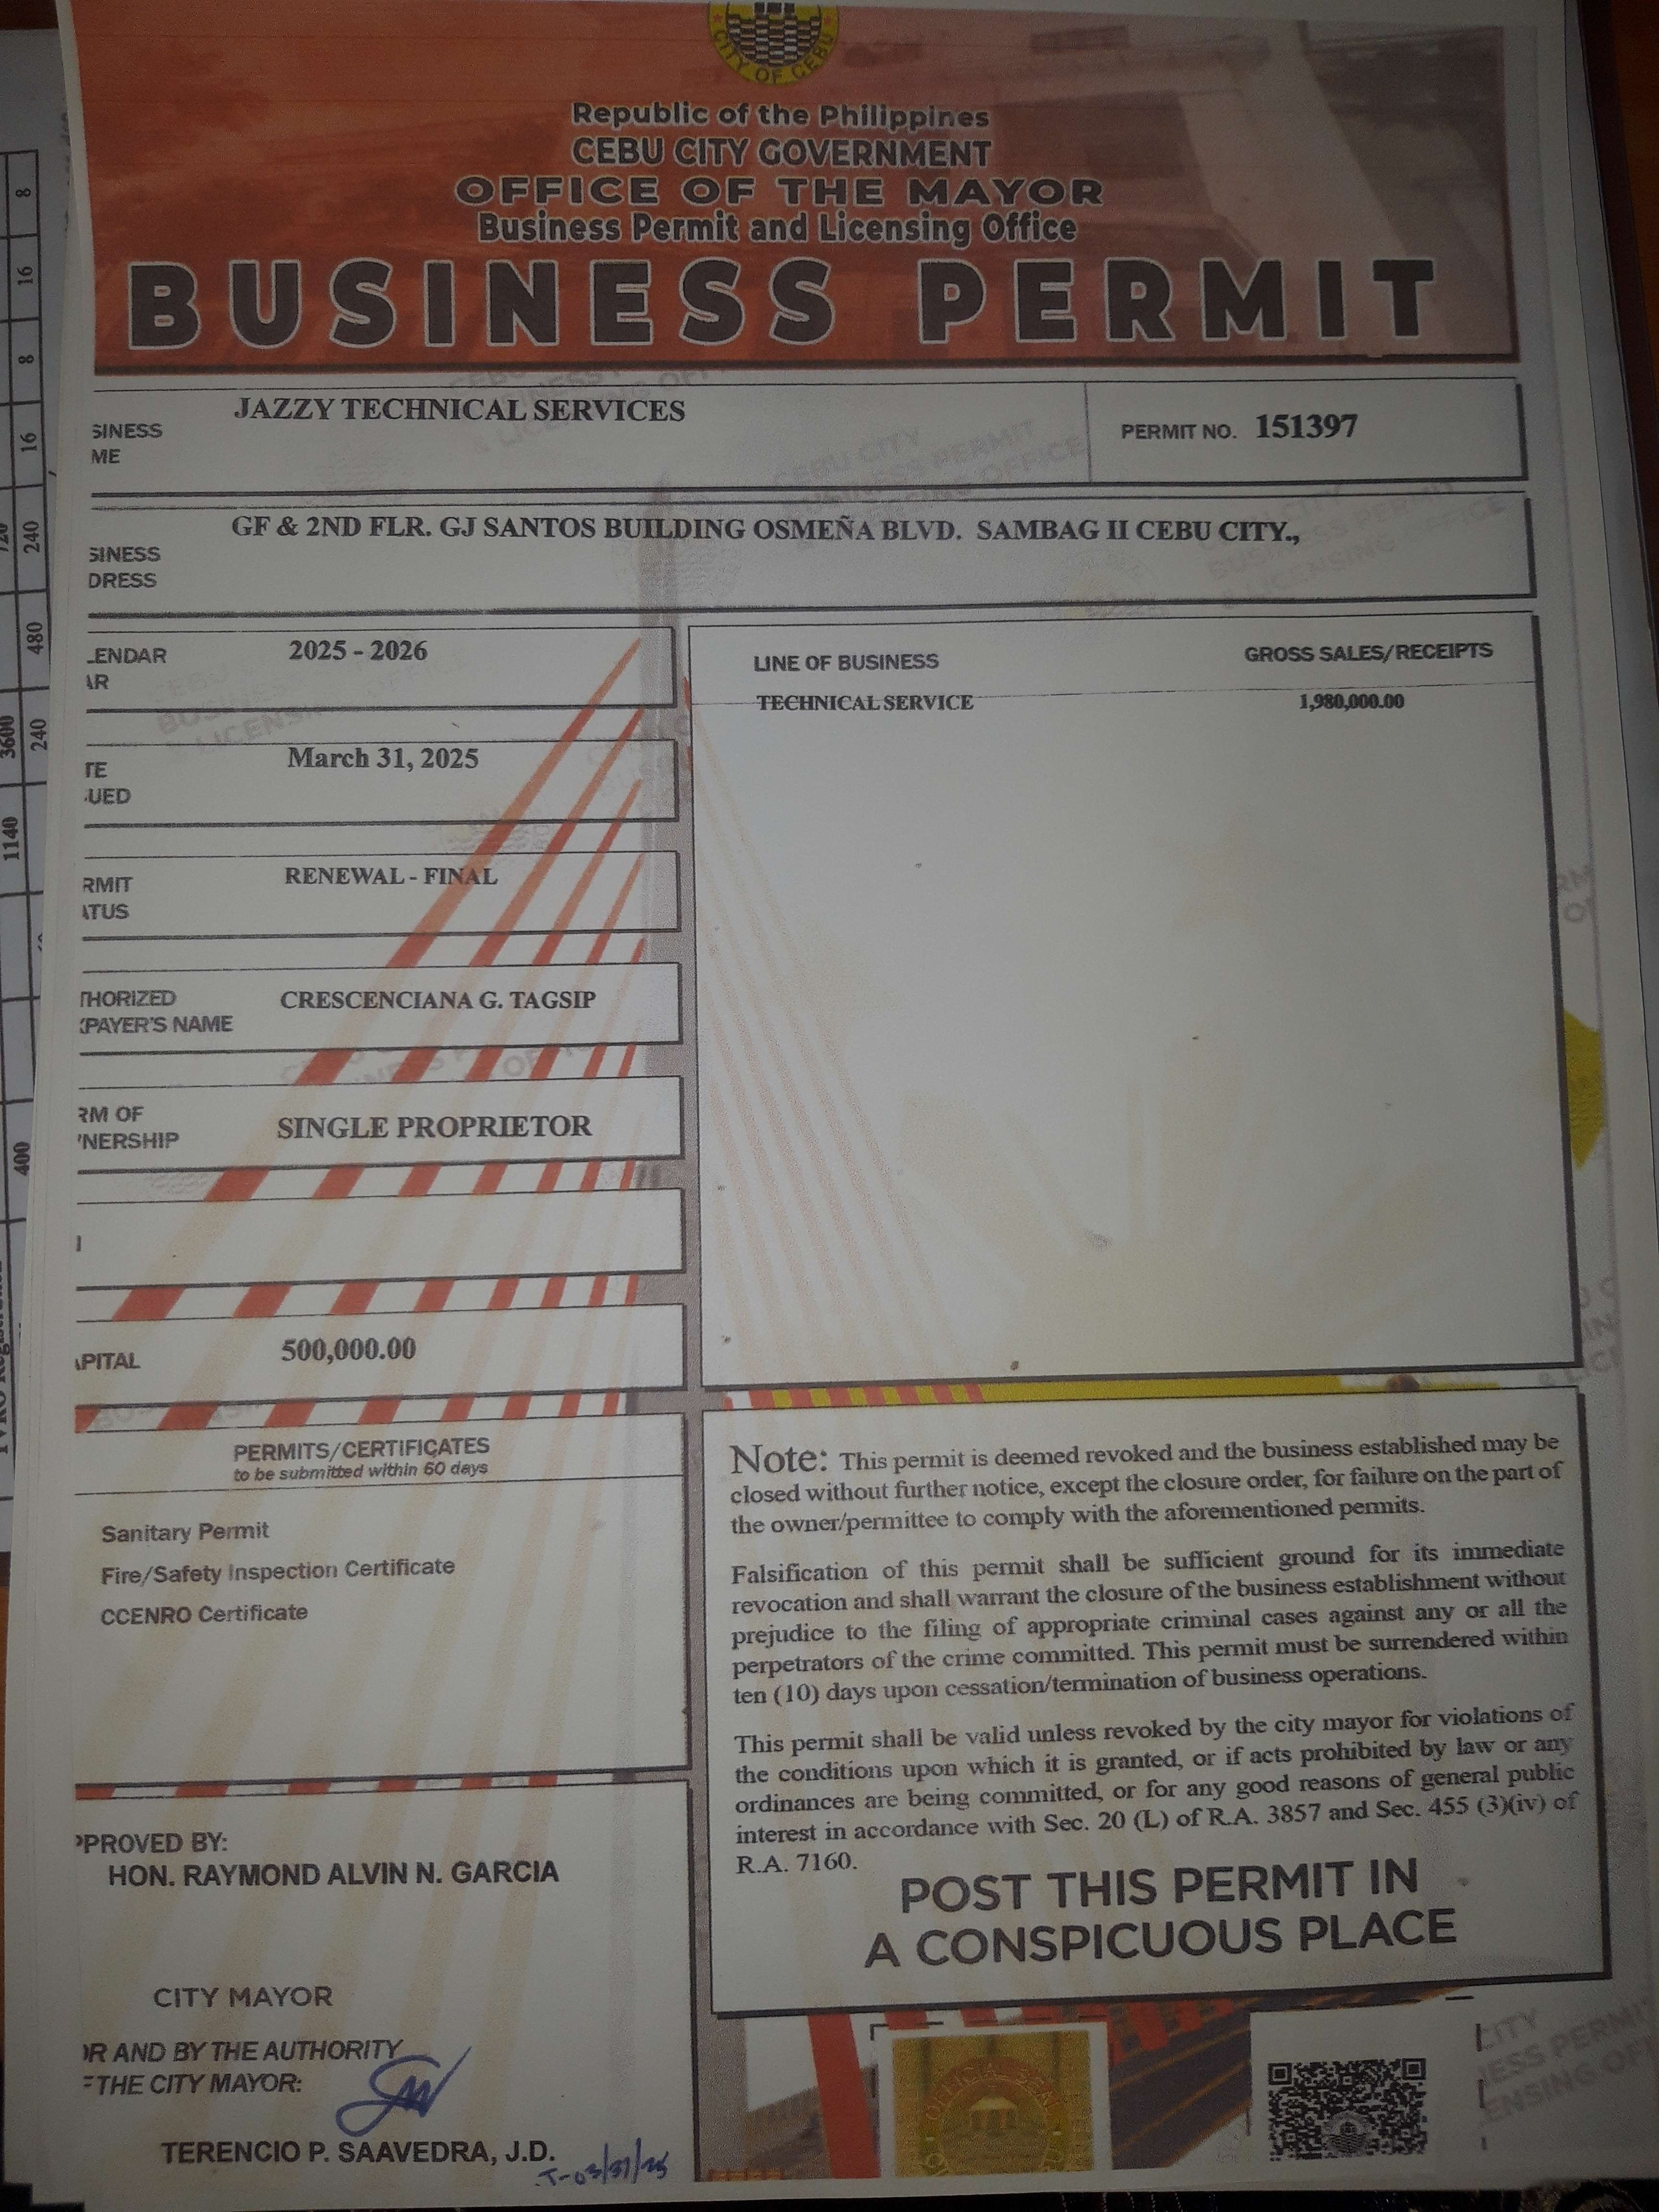 CITY OF CEBU
Republic of the Philippines
CEBU CITY GOVERNMENT
OFFICE OF THE MAYOR
Business Permit and Licensing Office
BUSINESS PERMIT
JAZZY TECHNICAL SERVICES
SINESS
ME
PERMIT NO. 151397
GF & 2ND FLR. GJ SANTOS BUILDING OSMEÑA BLVD. SAMBAG II CEBU CITY.,
SINESS
DRESS
LENDAR
AR
2025 - 2026
TE
UED
March 31, 2025
RMIT
ATUS
RENEWAL - FINAL
THORIZED
PAYER'S NAME
CRESCENCIANA G. TAGSIP
RM OF
NERSHIP
SINGLE PROPRIETOR
APITAL
500,000.00
LINE OF BUSINESS
GROSS SALES/RECEIPTS
TECHNICAL SERVICE
1,980,000.00
PERMITS/CERTIFICATES
to be submitted within 60 days
Sanitary Permit
Fire/Safety Inspection Certificate
CCENRO Certificate
Note: This permit is deemed revoked and the business established may be
closed without further notice, except the closure order, for failure on the part of
the owner/permittee to comply with the aforementioned permits.
Falsification of this permit shall be sufficient ground for its immediate
revocation and shall warrant the closure of the business establishment without
prejudice to the filing of appropriate criminal cases against any or all the
perpetrators of the crime committed. This permit must be surrendered within
ten (10) days upon cessation/termination of business operations.
This permit shall be valid unless revoked by the city mayor for violations of
the conditions upon which it is granted, or if acts prohibited by law or any
ordinances are being committed, or for any good reasons of general public
interest in accordance with Sec. 20 (L) of R.A. 3857 and Sec. 455 (3)(iv) of
R.A. 7160.
POST THIS PERMIT IN
A CONSPICUOUS PLACE
PPROVED BY:
HON. RAYMOND ALVIN N. GARCIA
CITY MAYOR
OR AND BY THE AUTHORITY
F THE CITY MAYOR:
TERENCIO P. SAAVEDRA, J.D.
T-03/31/25
OFFICIAL SEAL
8
16
8
16
240
480
240
3600
1140
400